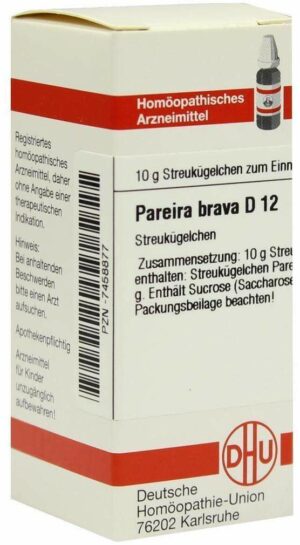 Homöopathisches
Arzneimittel
10 g Streukügelchen zum Einn
Pareira brava D 12
Streukügelchen
Zusammensetzung: 10 g Streu
enthalten: Streukügelchen Pare
g. Enthält Sucrose (Saccharose
Packungsbeilage beachten!
DHU
Deutsche
Homöopathie-Union
76202 Karlsruhe
Registriertes
homöopathisches
Arzneimittel, daher
ohne Angabe einer
therapeutischen
Indikation.
Hinweis:
Bei anhaltenden
Beschwerden
bitte einen Arzt
aufsuchen.
Apothekenpflichtig
Arzneimittel
für Kinder
unzugänglich
aufbewahren!
PZN -7458877